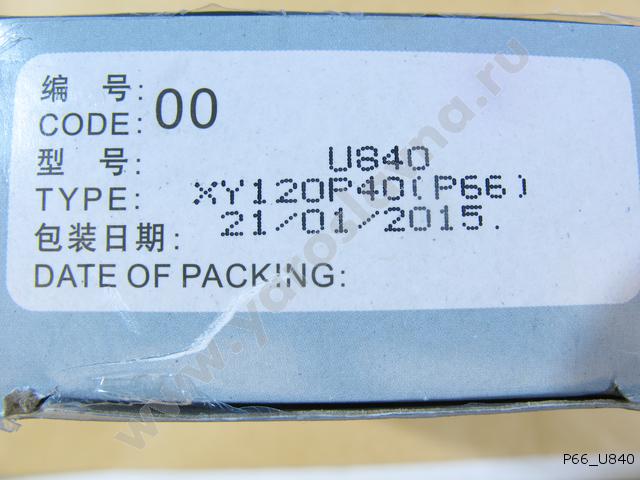 编 号:
CODE: 00
型 号: U840
TYPE: XY120P40(P66)
21/01/2015.
包装日期:
DATE OF PACKING:
www.yaroslavna.ru
P66_U840